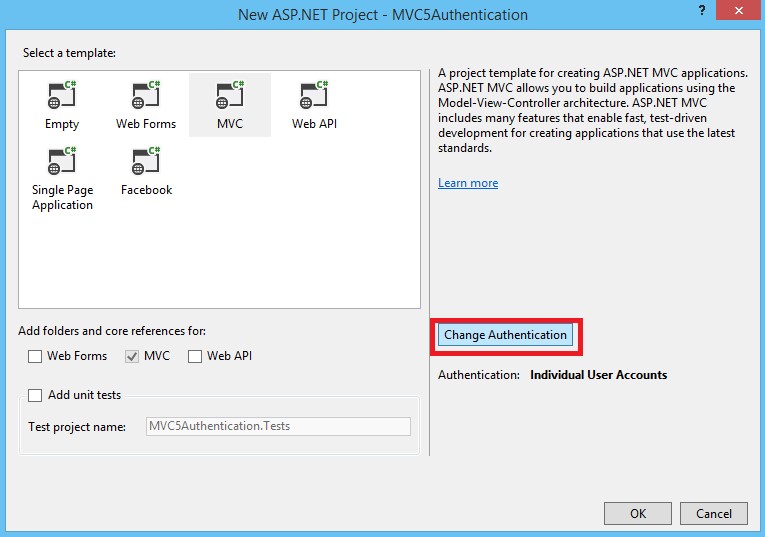 New ASP.NET Project - MVC5Authentication
?
Select a template:
C#
Empty
C#
Web Forms
C#
MVC
C#
Web API
C#
Single Page
Application
C#
Facebook
A project template for creating ASP.NET MVC applications.
ASP.NET MVC allows you to build applications using the
Model-View-Controller architecture. ASP.NET MVC
includes many features that enable fast, test-driven
development for creating applications that use the latest
standards.
Learn more
Add folders and core references for:
Web Forms
MVC
Web API
Add unit tests
Test project name:
MVC5Authentication.Tests
Change Authentication
Authentication: Individual User Accounts
OK
Cancel